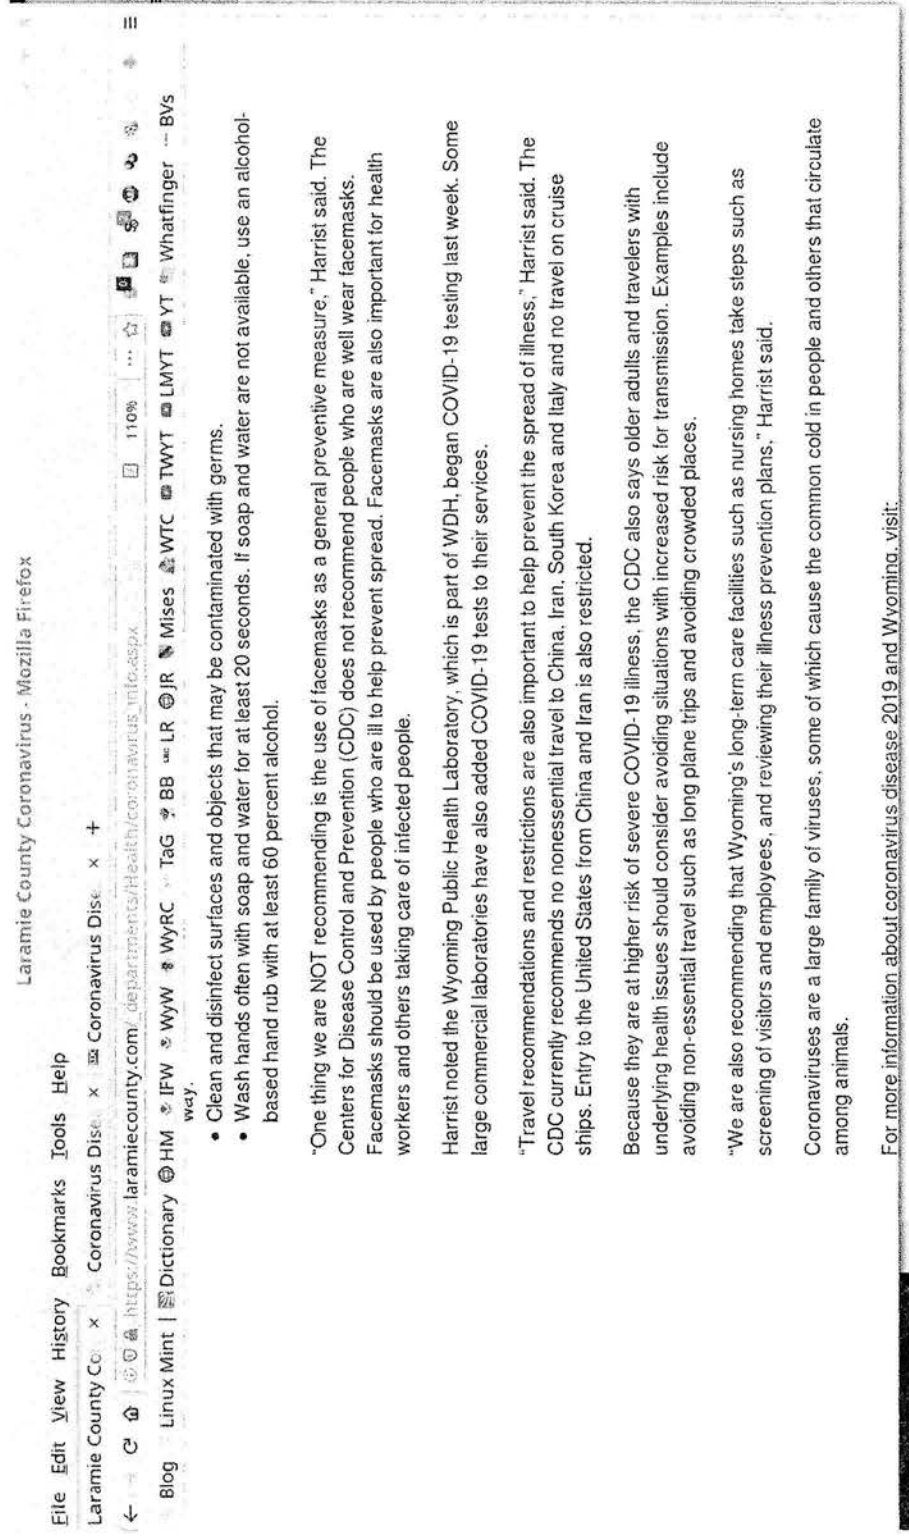 Laramie County Coronavirus - Mozilla Firefox
File Edit View History Bookmarks Tools Help
Laramie County Co × Coronavirus Dise × Coronavirus Dise × +
https://www.laramiecounty.com/_departments/Health/coronavirus_info.aspx 110% ...
Blog Linux Mint | Dictionary HM IFW WyW WyRC TaG BB LR JR Mises WTC TWYT LMYT YT Whatfinger BVs
way.
• Clean and disinfect surfaces and objects that may be contaminated with germs.
• Wash hands often with soap and water for at least 20 seconds. If soap and water are not available, use an alcohol-
based hand rub with at least 60 percent alcohol.
"One thing we are NOT recommending is the use of facemasks as a general preventive measure," Harrist said. The
Centers for Disease Control and Prevention (CDC) does not recommend people who are well wear facemasks.
Facemasks should be used by people who are ill to help prevent spread. Facemasks are also important for health
workers and others taking care of infected people.
Harrist noted the Wyoming Public Health Laboratory, which is part of WDH, began COVID-19 testing last week. Some
large commercial laboratories have also added COVID-19 tests to their services.
"Travel recommendations and restrictions are also important to help prevent the spread of illness," Harrist said. The
CDC currently recommends no nonessential travel to China, Iran, South Korea and Italy and no travel on cruise
ships. Entry to the United States from China and Iran is also restricted.
Because they are at higher risk of severe COVID-19 illness, the CDC also says older adults and travelers with
underlying health issues should consider avoiding situations with increased risk for transmission. Examples include
avoiding non-essential travel such as long plane trips and avoiding crowded places.
"We are also recommending that Wyoming's long-term care facilities such as nursing homes take steps such as
screening of visitors and employees, and reviewing their illness prevention plans," Harrist said.
Coronaviruses are a large family of viruses, some of which cause the common cold in people and others that circulate
among animals.
For more information about coronavirus disease 2019 and Wyoming, visit: